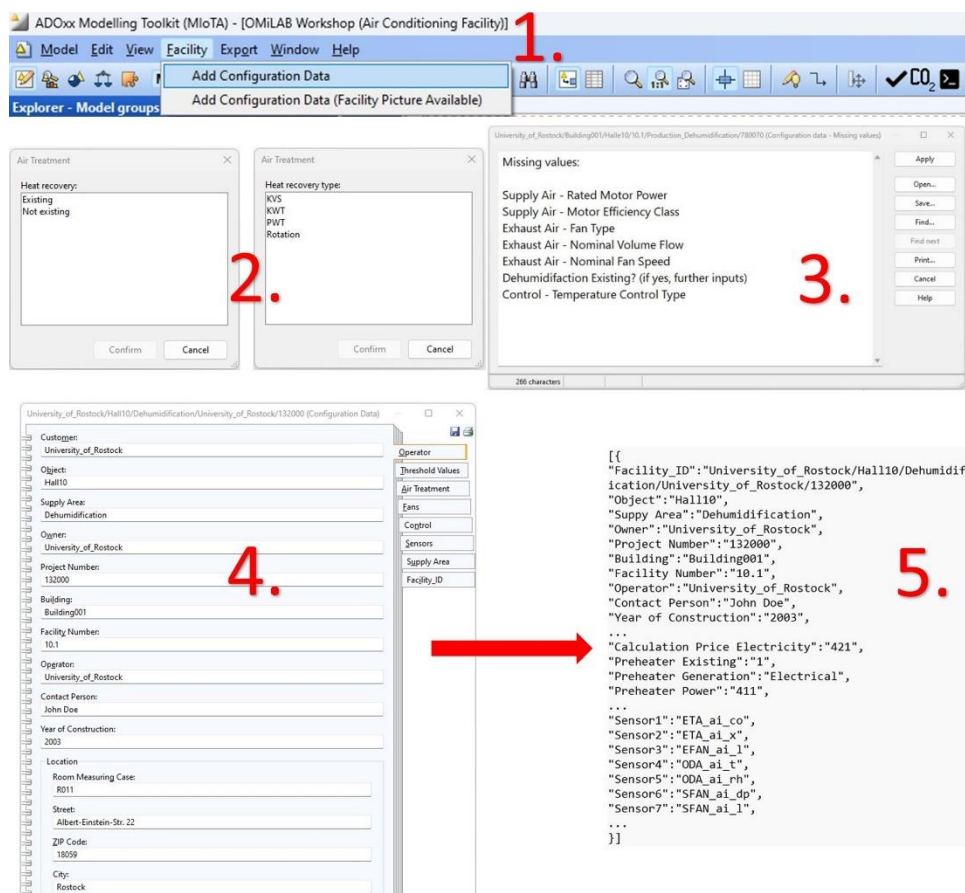 ADOxx Modelling Toolkit (MIoTA) - [OMiLAB Workshop (Air Conditioning Facility)]
1.
Model Edit View Facility Export Window Help
Add Configuration Data
Add Configuration Data (Facility Picture Available)
CO2
Explorer - Model groups
Air Treatment
Heat recovery:
Existing
Not existing
Confirm Cancel
Air Treatment
Heat recovery type:
KVS
KWT
PWT
Rotation
Confirm Cancel
2.
University_of_Rostock/Building001/Halle10/10.1/Production_Dehumidification/780070 (Configuration data - Missing values)
Missing values:
Supply Air - Rated Motor Power
Supply Air - Motor Efficiency Class
Exhaust Air - Fan Type
Exhaust Air - Nominal Volume Flow
Exhaust Air - Nominal Fan Speed
Dehumidifaction Existing? (if yes, further inputs)
Control - Temperature Control Type
Apply
Open...
Save...
Find...
Find next
Print...
Cancel
Help
266 characters
3.
University_of_Rostock/Hall10/Dehumidification/University_of_Rostock/132000 (Configuration Data)
Customer:
University_of_Rostock
Object:
Hall10
Supply Area:
Dehumidification
Owner:
University_of_Rostock
Project Number:
132000
Building:
Building001
Facility Number:
10.1
Operator:
University_of_Rostock
Contact Person:
John Doe
Year of Construction:
2003
Location
Room Measuring Case:
R011
Street:
Albert-Einstein-Str. 22
ZIP Code:
18059
City:
Rostock
Operator
Threshold Values
Air Treatment
Fans
Control
Sensors
Supply Area
Facility_ID
4.
[{
"Facility_ID":"University_of_Rostock/Hall10/Dehumidif
ication/University_of_Rostock/132000",
"Object":"Hall10",
"Suppy Area":"Dehumidification",
"Owner":"University_of_Rostock",
"Project Number":"132000",
"Building":"Building001",
"Facility Number":"10.1",
"Operator":"University_of_Rostock",
"Contact Person":"John Doe",
"Year of Construction":"2003",
...
"Calculation Price Electricity":"421",
"Preheater Existing":"1",
"Preheater Generation":"Electrical",
"Preheater Power":"411",
...
"Sensor1":"ETA_ai_co",
"Sensor2":"ETA_ai_x",
"Sensor3":"EFAN_ai_l",
"Sensor4":"ODA_ai_t",
"Sensor5":"ODA_ai_rh",
"Sensor6":"SFAN_ai_dp",
"Sensor7":"SFAN_ai_l",
...
}]
5.